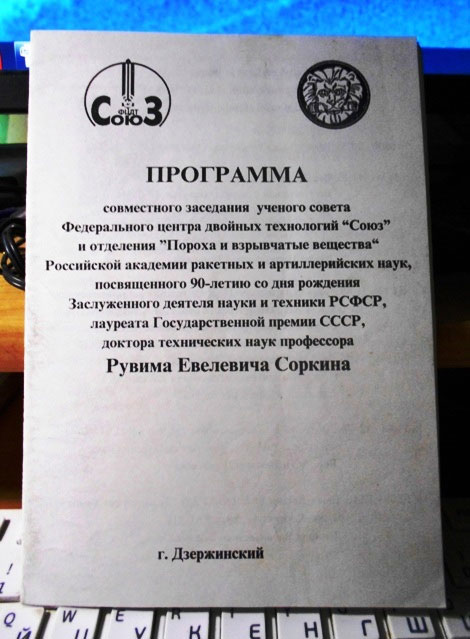 ФЦДТ
СОЮЗ
ПРОГРАММА
совместного заседания ученого совета
Федерального центра двойных технологий “Союз”
и отделения ”Пороха и взрывчатые вещества“
Российской академии ракетных и артиллерийских наук,
посвященного 90-летию со дня рождения
Заслуженного деятеля науки и техники РСФСР,
лауреата Государственной премии СССР,
доктора технических наук профессора
Рувима Евелевича Соркина
г. Дзержинский
Q W E R T
Й Ц У К Е Н Г Ш